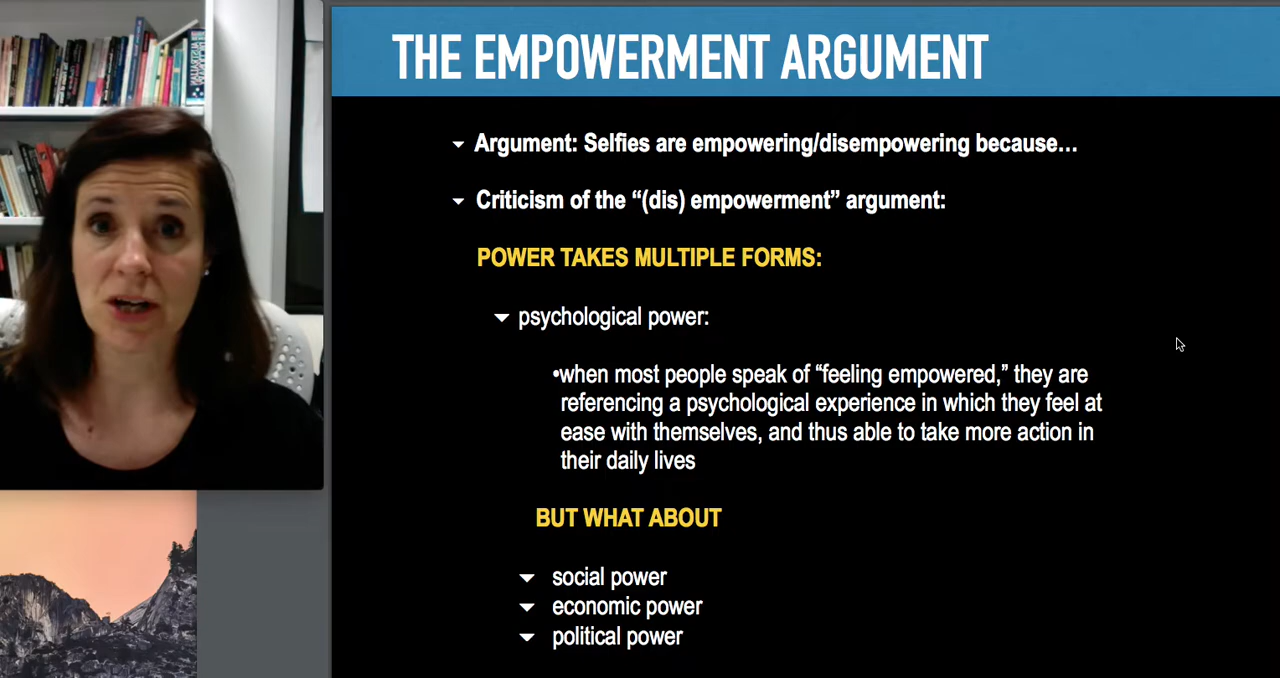 THE EMPOWERMENT ARGUMENT
Argument: Selfies are empowering/disempowering because…
Criticism of the “(dis) empowerment” argument:
POWER TAKES MULTIPLE FORMS:
psychological power:
•when most people speak of “feeling empowered,” they are
referencing a psychological experience in which they feel at
ease with themselves, and thus able to take more action in
their daily lives
BUT WHAT ABOUT
social power
economic power
political power